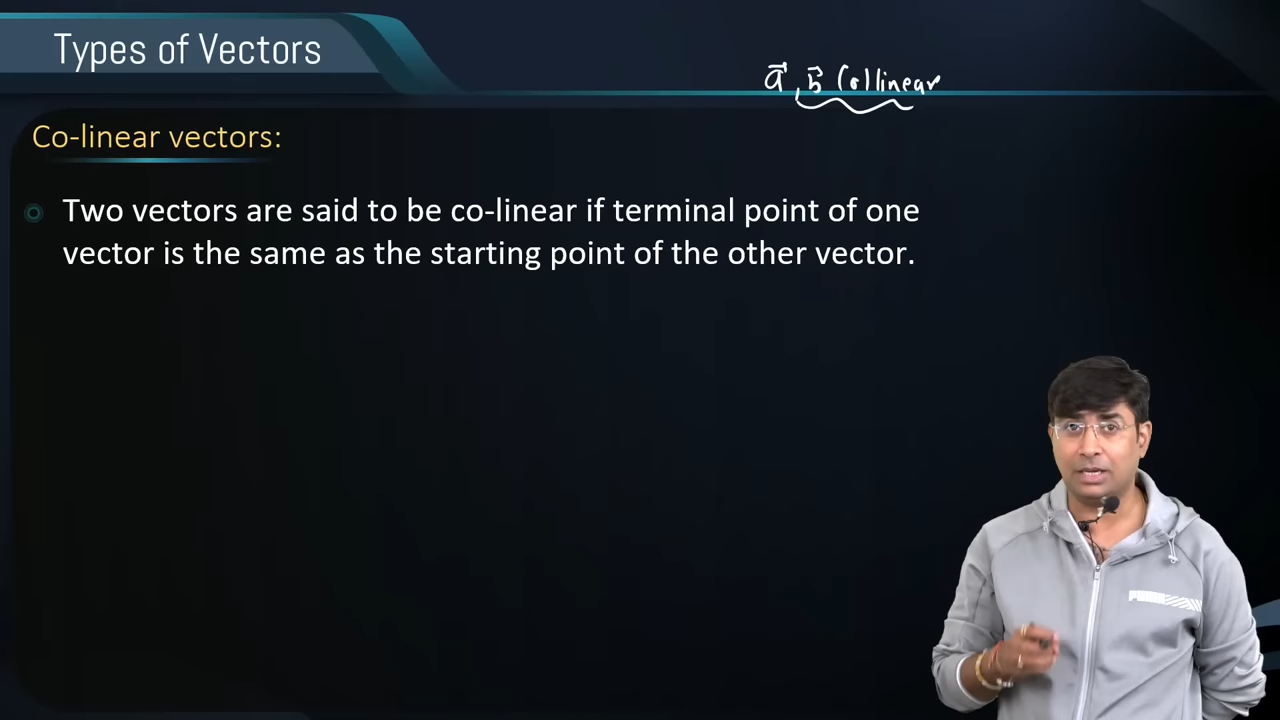 Types of Vectors
a⃗, b⃗ Collinear
Co-linear vectors:
Two vectors are said to be co-linear if terminal point of one
vector is the same as the starting point of the other vector.